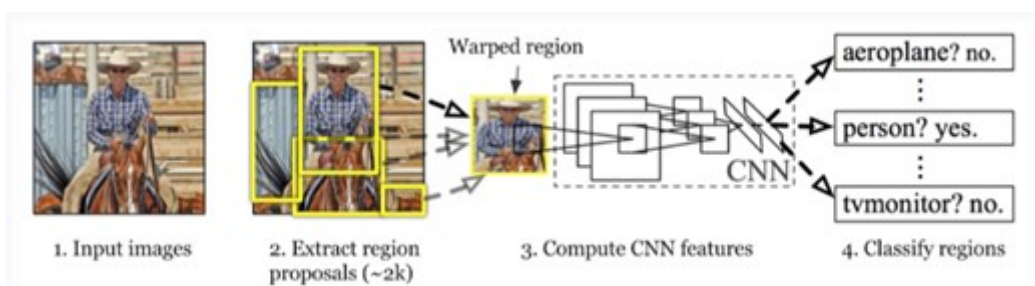 Warped region
aeroplane? no.
person? yes.
CNN
tvmonitor? no.
1. Input images
2. Extract region
proposals (~2k)
3. Compute CNN features
4. Classify regions